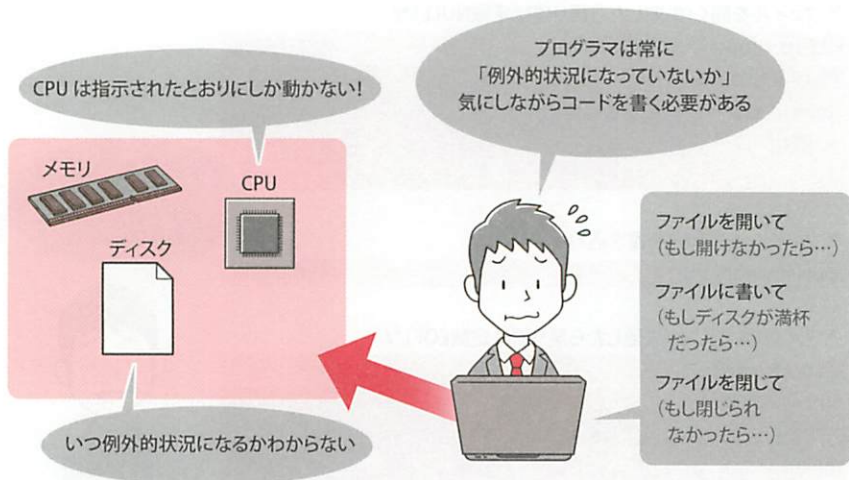 CPU は指示されたとおりにしか動かない!
プログラマは常に
「例外的状況になっていないか」
気にしながらコードを書く必要がある
メモリ
CPU
ディスク
いつ例外的状況になるかわからない
ファイルを開いて
(もし開けなかったら…)
ファイルに書いて
(もしディスクが満杯
だったら…)
ファイルを閉じて
(もし閉じられ
なかったら…)